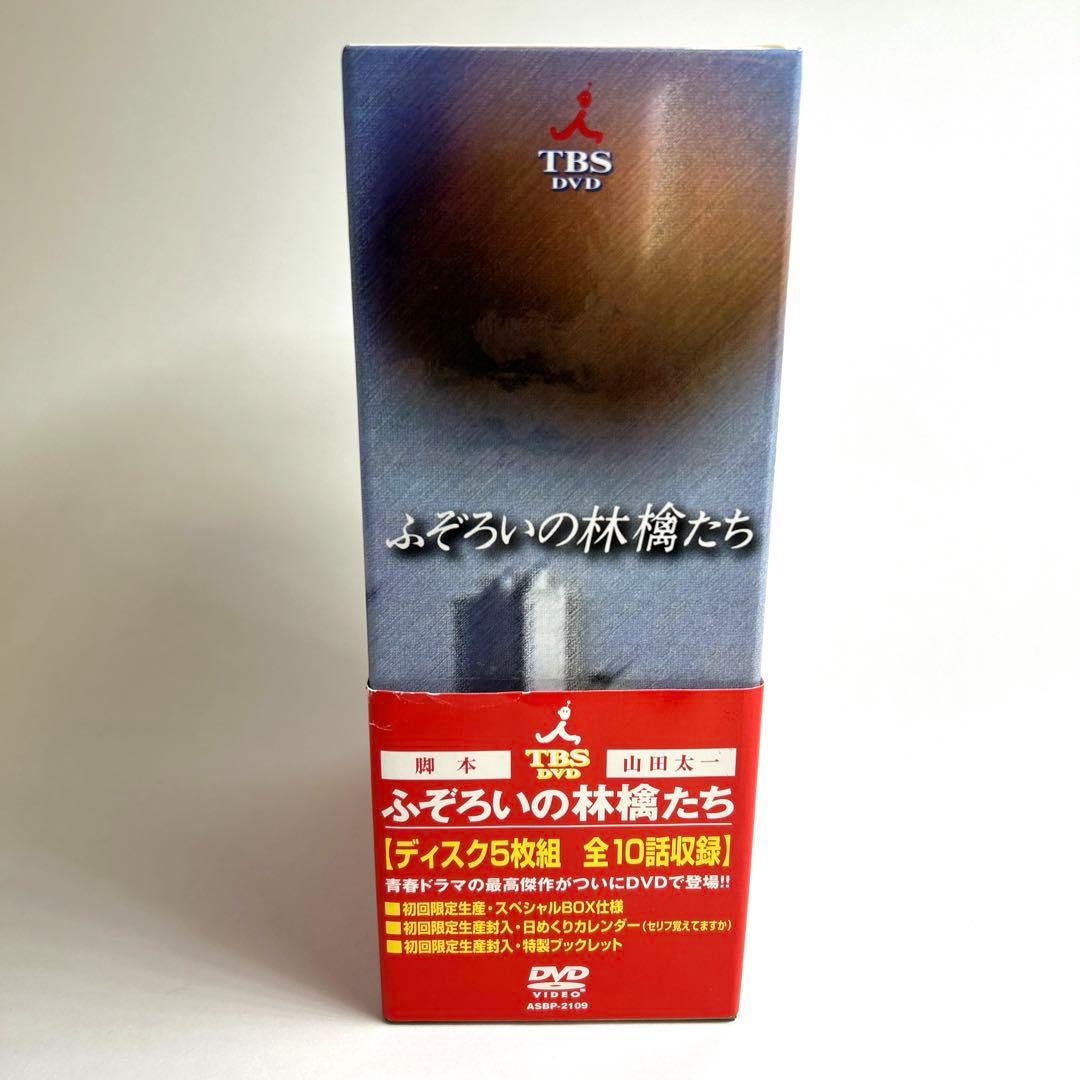 TBS
DVD
ふぞろいの林檎たち
脚本
TBS
DVD
山田太一
ふぞろいの林檎たち
【ディスク5枚組 全10話収録】
青春ドラマの最高傑作がついにDVDで登場!!
■初回限定生産・スペシャルBOX仕様
■初回限定生産封入・日めくりカレンダー(セリフ覚えてますか)
■初回限定生産封入・特製ブックレット
DVD
VIDEO
ASBP-2109